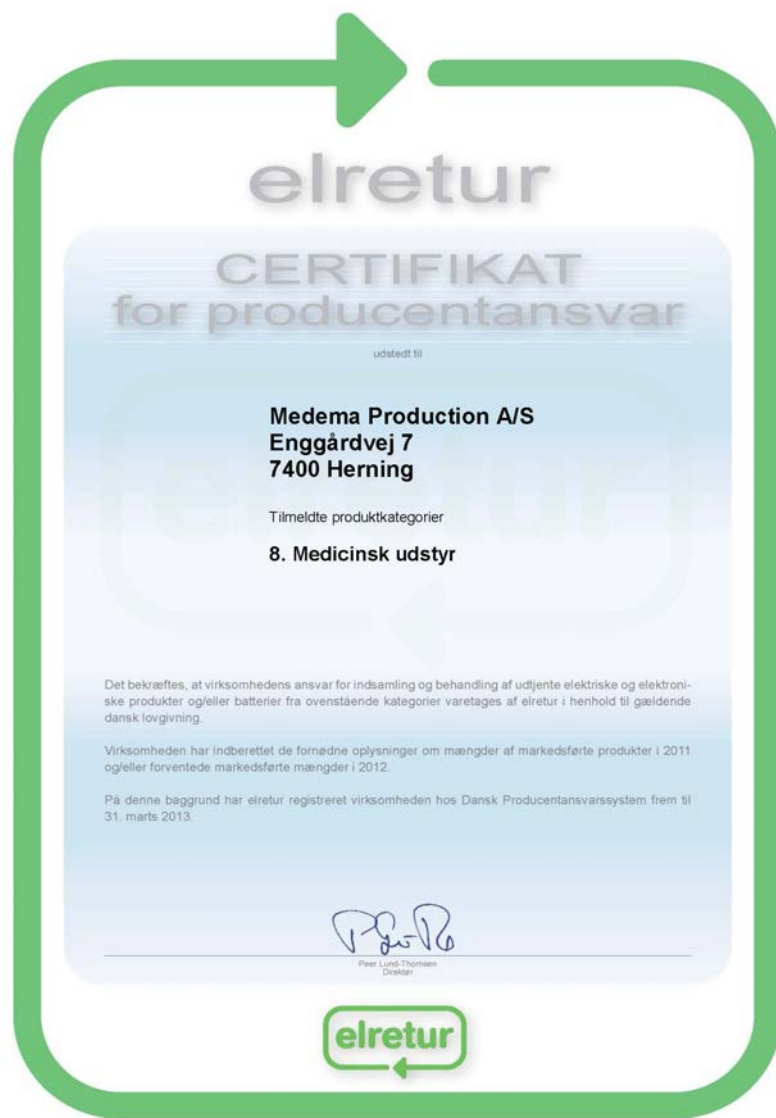 elretur
CERTIFIKAT
for producentansvar
udstedt til
Medema Production A/S
Enggårdvej 7
7400 Herning
Tilmeldte produktkategorier
8. Medicinsk udstyr
Det bekræftes, at virksomhedens ansvar for indsamling og behandling af udtjente elektriske og elektroni-
ske produkter og/eller batterier fra ovenstående kategorier varetages af elretur i henhold til gældende
dansk lovgivning.
Virksomheden har indberettet de fornødne oplysninger om mængder af markedsførte produkter i 2011
og/eller forventede markedsførte mængder i 2012.
På denne baggrund har elretur registreret virksomheden hos Dansk Producentansvarssystem frem til
31. marts 2013.
Peer Lund-Thomsen
Direktør
elretur